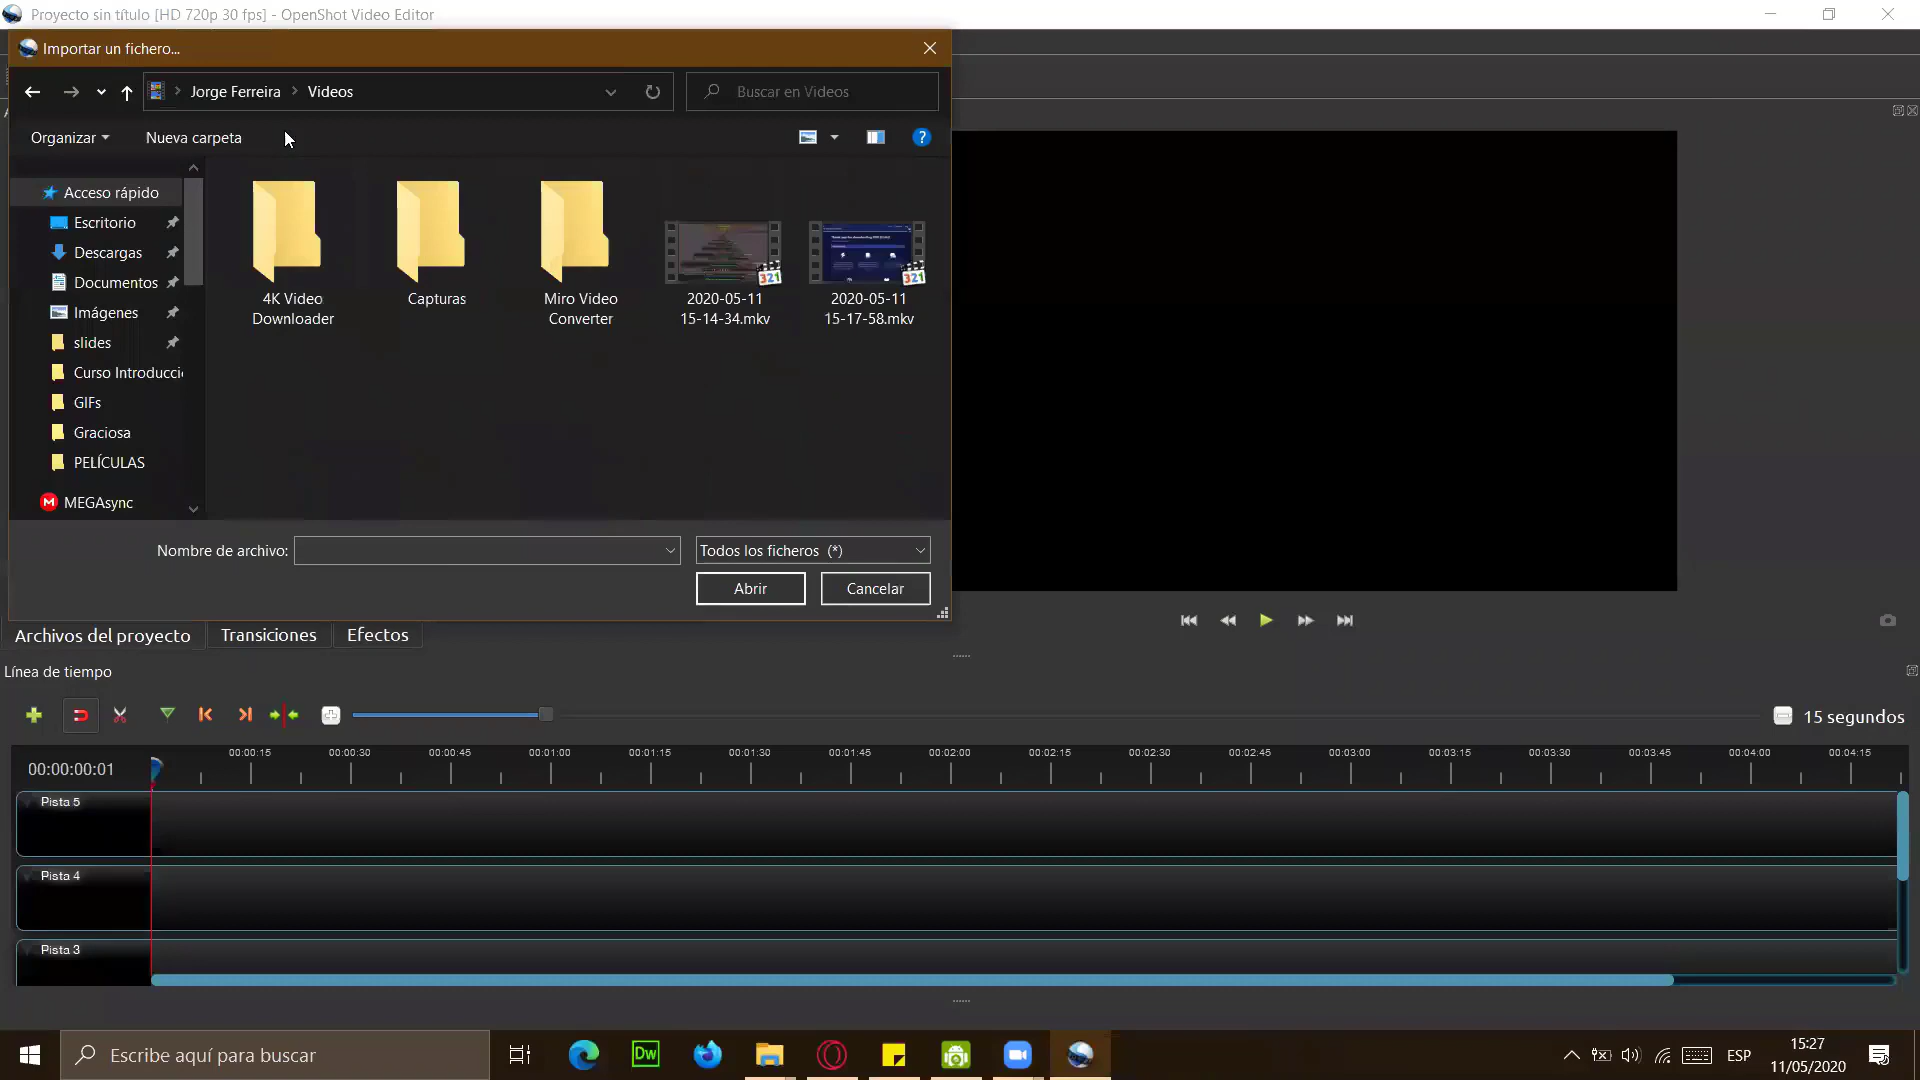 Proyecto sin título [HD 720p 30 fps] - OpenShot Video Editor
Importar un fichero...
Jorge Ferreira
Videos
Buscar en Videos
Organizar
Nueva carpeta
?
Acceso rápido
Escritorio
Descargas
Documentos
Imágenes
slides
Curso Introducci
GIFs
Graciosa
PELÍCULAS
M MEGAsync
4K Video
Downloader
Capturas
Miro Video
Converter
321
2020-05-11
15-14-34.mkv
321
2020-05-11
15-17-58.mkv
Nombre de archivo:
Todos los ficheros (*)
Abrir
Cancelar
Archivos del proyecto
Transiciones
Efectos
Línea de tiempo
15 segundos
00:00:00:01
00:00:15
00:00:30
00:00:45
00:01:00
00:01:15
00:01:30
00:01:45
00:02:00
00:02:15
00:02:30
00:02:45
00:03:00
00:03:15
00:03:30
00:03:45
00:04:00
00:04:15
Pista 5
Pista 4
Pista 3
Escribe aquí para buscar
Dw
ESP
15:27
11/05/2020